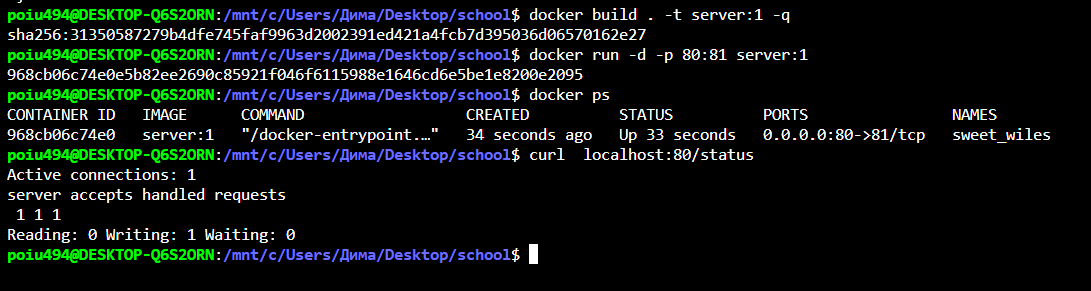 poiu494@DESKTOP-Q6S2ORN:/mnt/c/Users/Дима/Desktop/school$ docker build . -t server:1 -q
sha256:31350587279b4dfe745faf9963d2002391ed421a4fcb7d395036d06570162e27
poiu494@DESKTOP-Q6S2ORN:/mnt/c/Users/Дима/Desktop/school$ docker run -d -p 80:81 server:1
968cb06c74e0e5b82ee2690c85921f046f6115988e1646cd6e5be1e8200e2095
poiu494@DESKTOP-Q6S2ORN:/mnt/c/Users/Дима/Desktop/school$ docker ps
CONTAINER ID   IMAGE      COMMAND                  CREATED          STATUS          PORTS                NAMES
968cb06c74e0   server:1   "/docker-entrypoint.…"   34 seconds ago   Up 33 seconds   0.0.0.0:80->81/tcp   sweet_wiles
poiu494@DESKTOP-Q6S2ORN:/mnt/c/Users/Дима/Desktop/school$ curl  localhost:80/status
Active connections: 1
server accepts handled requests
 1 1 1
Reading: 0 Writing: 1 Waiting: 0
poiu494@DESKTOP-Q6S2ORN:/mnt/c/Users/Дима/Desktop/school$